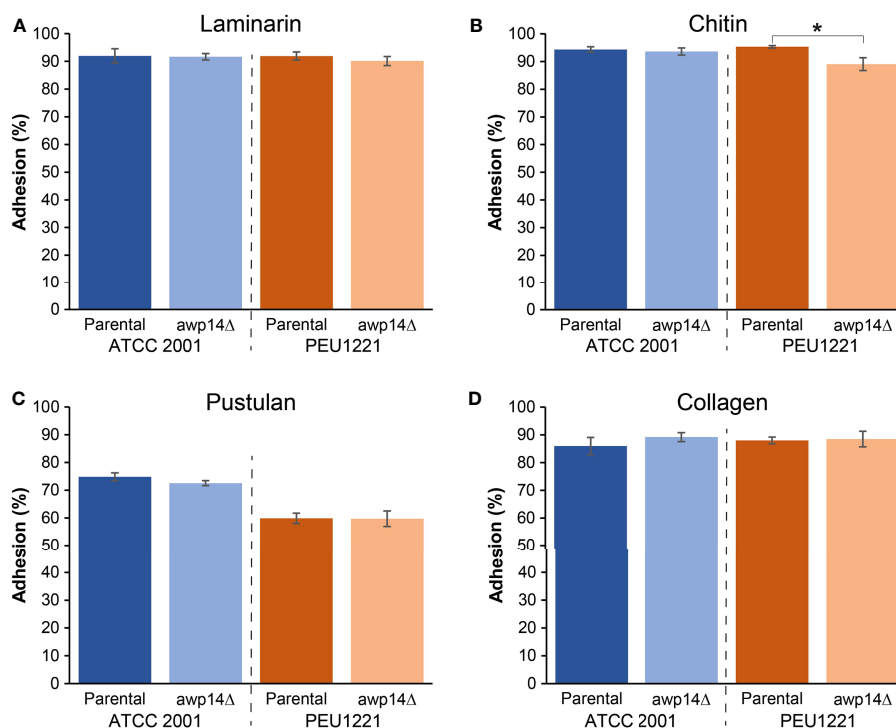 A
Laminarin
Adhesion (%)
100
90
80
70
60
50
40
30
20
10
0
Parental awp14Δ Parental awp14Δ
ATCC 2001 PEU1221
B
Chitin
*
Adhesion (%)
100
90
80
70
60
50
40
30
20
10
0
Parental awp14Δ Parental awp14Δ
ATCC 2001 PEU1221
C
Pustulan
Adhesion (%)
100
90
80
70
60
50
40
30
20
10
0
Parental awp14Δ Parental awp14Δ
ATCC 2001 PEU1221
D
Collagen
Adhesion (%)
100
90
80
70
60
50
40
30
20
10
0
Parental awp14Δ Parental awp14Δ
ATCC 2001 PEU1221